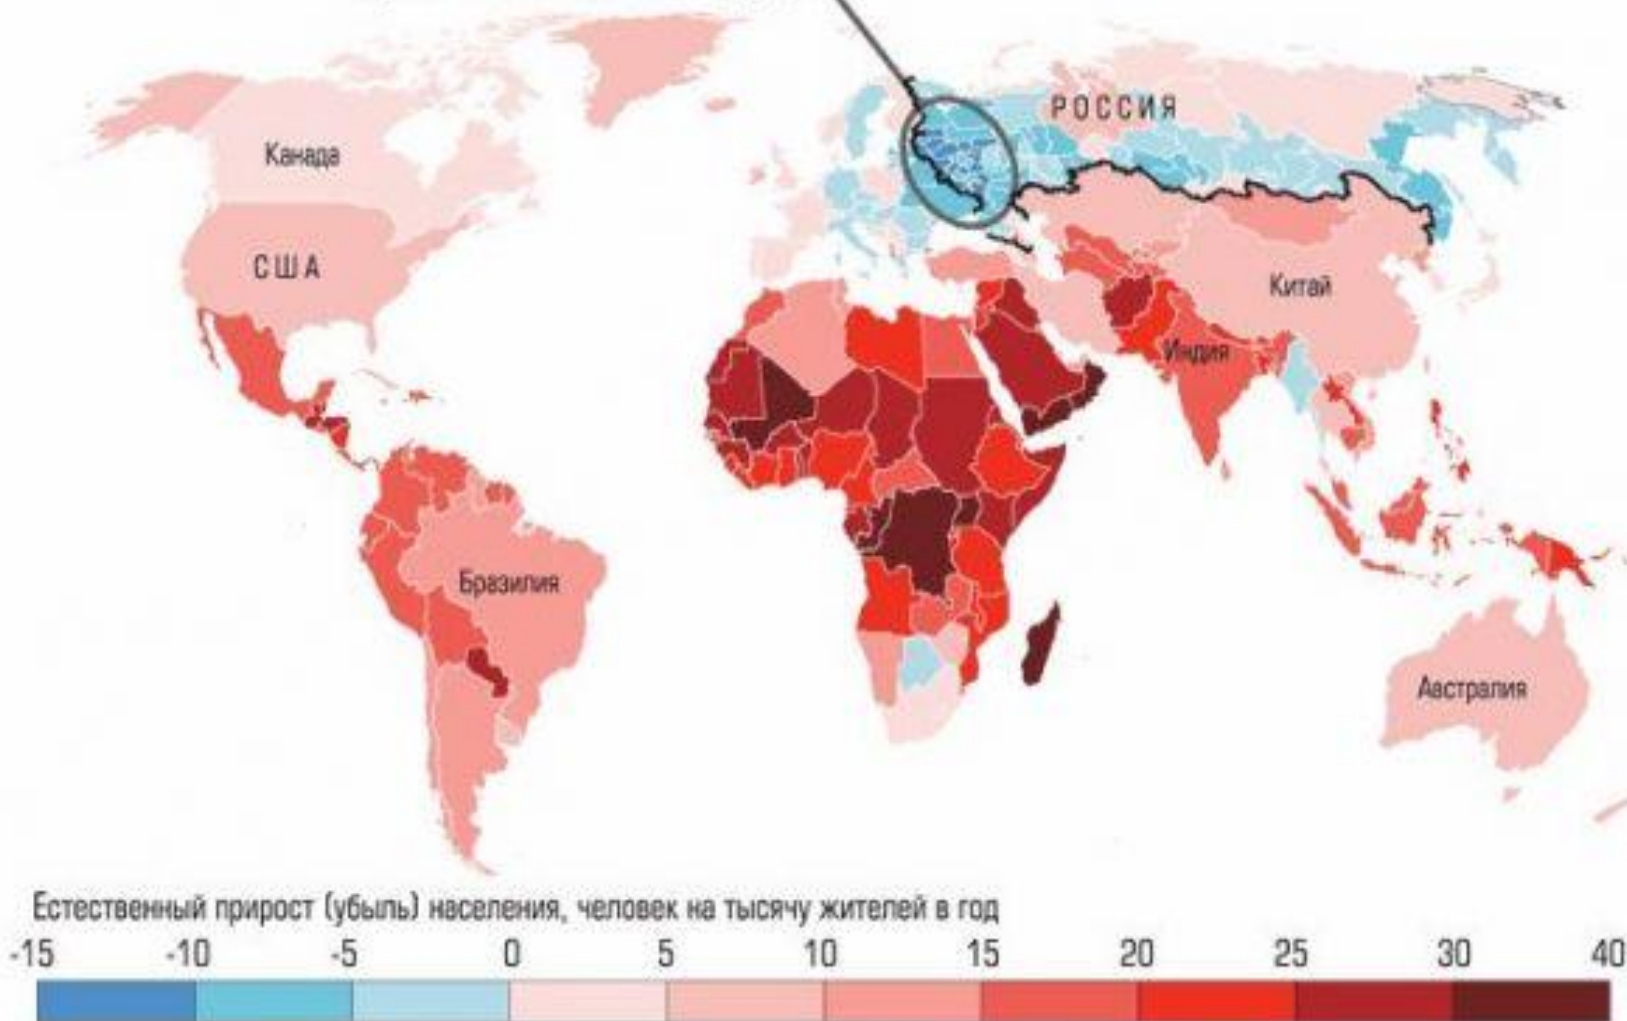 РОССИЯ
Канада
США
Китай
Индия
Бразилия
Австралия
Естественный прирост (убыль) населения, человек на тысячу жителей в год
-15 -10 -5 0 5 10 15 20 25 30 40